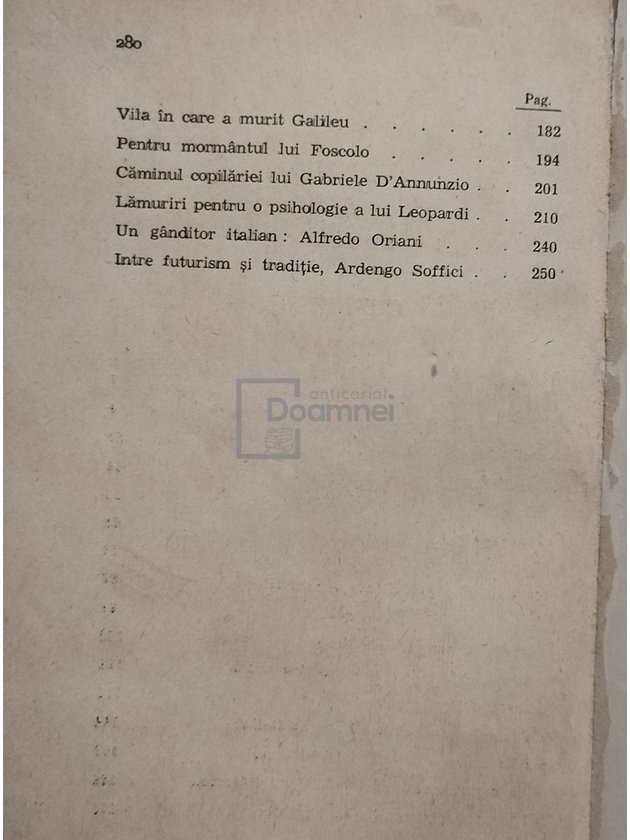 280
Pag.
Vila în care a murit Galileu . . . . . . 182
Pentru mormântul lui Foscolo . . . . . 194
Căminul copilăriei lui Gabriele D'Annunzio . . 201
Lămuriri pentru o psihologie a lui Leopardi . . 210
Un gânditor italian : Alfredo Oriani . . . 240
Intre futurism și tradiție, Ardengo Soffici . . 250
anticariat
Doamnei